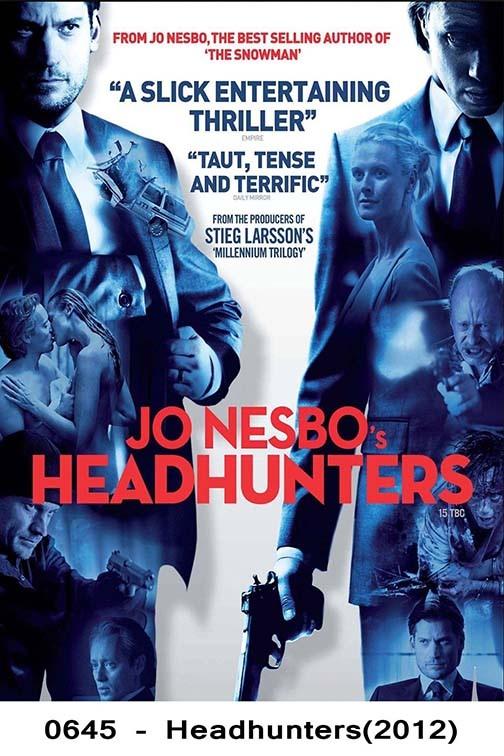 FROM JO NESBO, THE BEST SELLING AUTHOR OF
'THE SNOWMAN'
“A SLICK ENTERTAINING
THRILLER”
EMPIRE
“TAUT, TENSE
AND TERRIFIC”
DAILY MIRROR
FROM THE PRODUCERS OF
STIEG LARSSON'S
'MILLENNIUM TRILOGY'
JO NESBO's
HEADHUNTERS
15 TBC
0645 - Headhunters(2012)